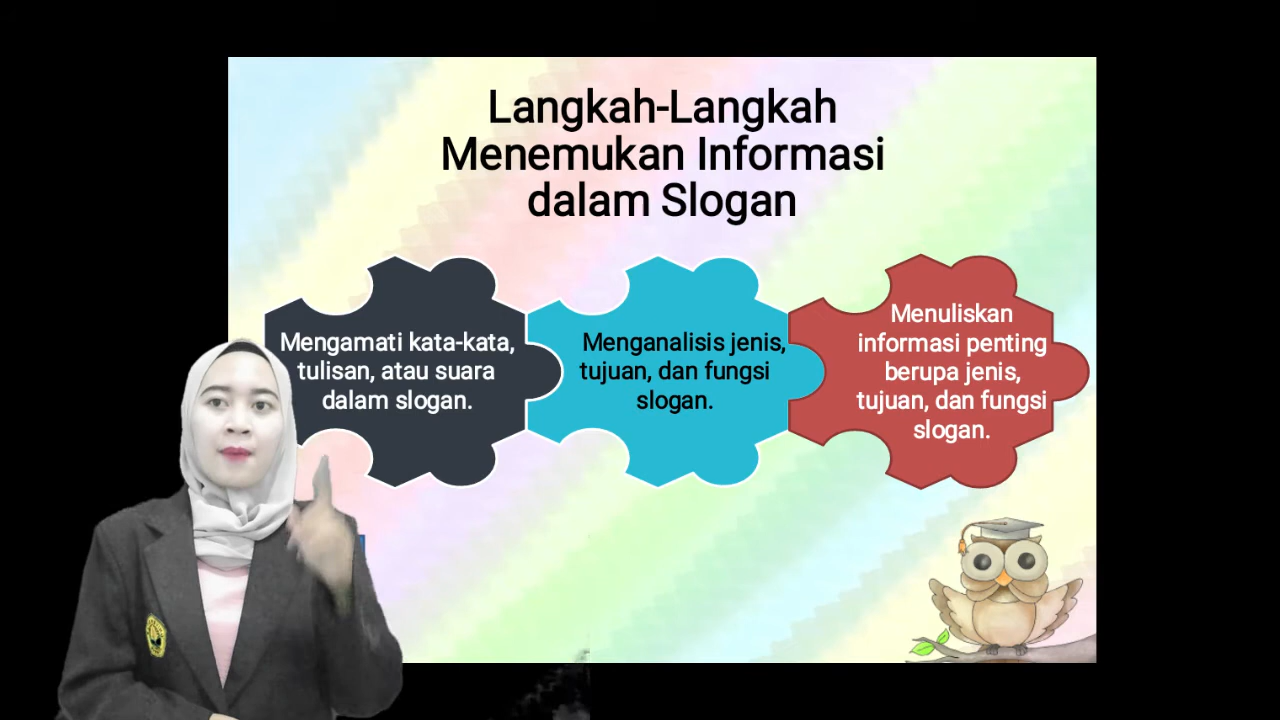 Langkah-Langkah
Menemukan Informasi
dalam Slogan
Mengamati kata-kata,
tulisan, atau suara
dalam slogan.
Menganalisis jenis,
tujuan, dan fungsi
slogan.
Menuliskan
informasi penting
berupa jenis,
tujuan, dan fungsi
slogan.